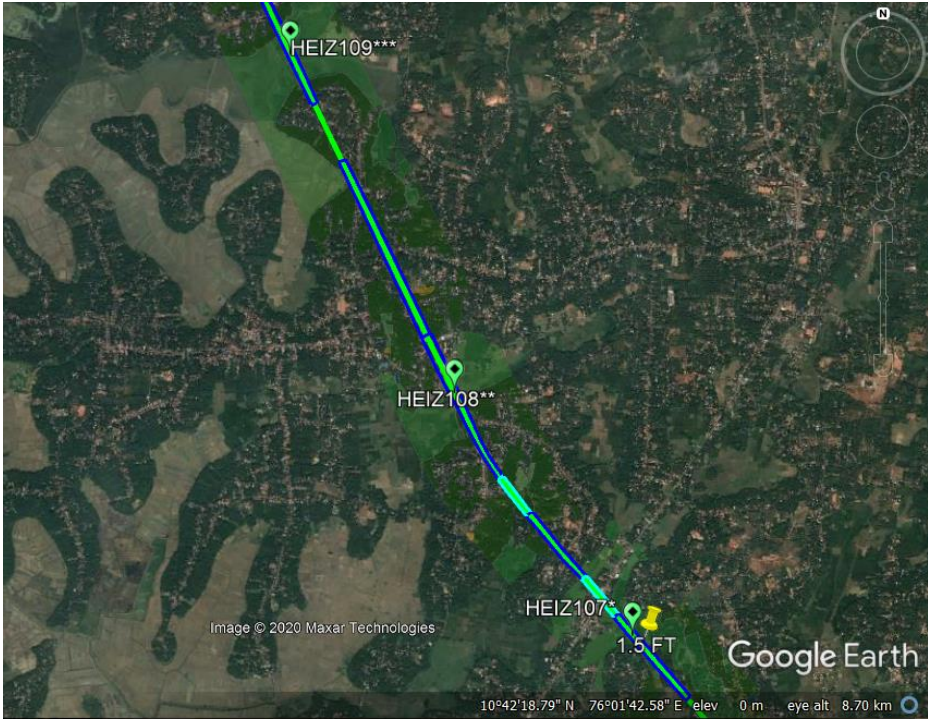 N
HEIZ109***
HEIZ108**
HEIZ107*
1.5 FT
Image © 2020 Maxar Technologies
Google Earth
10°42'18.79" N 76°01'42.58" E elev 0 m eye alt 8.70 km